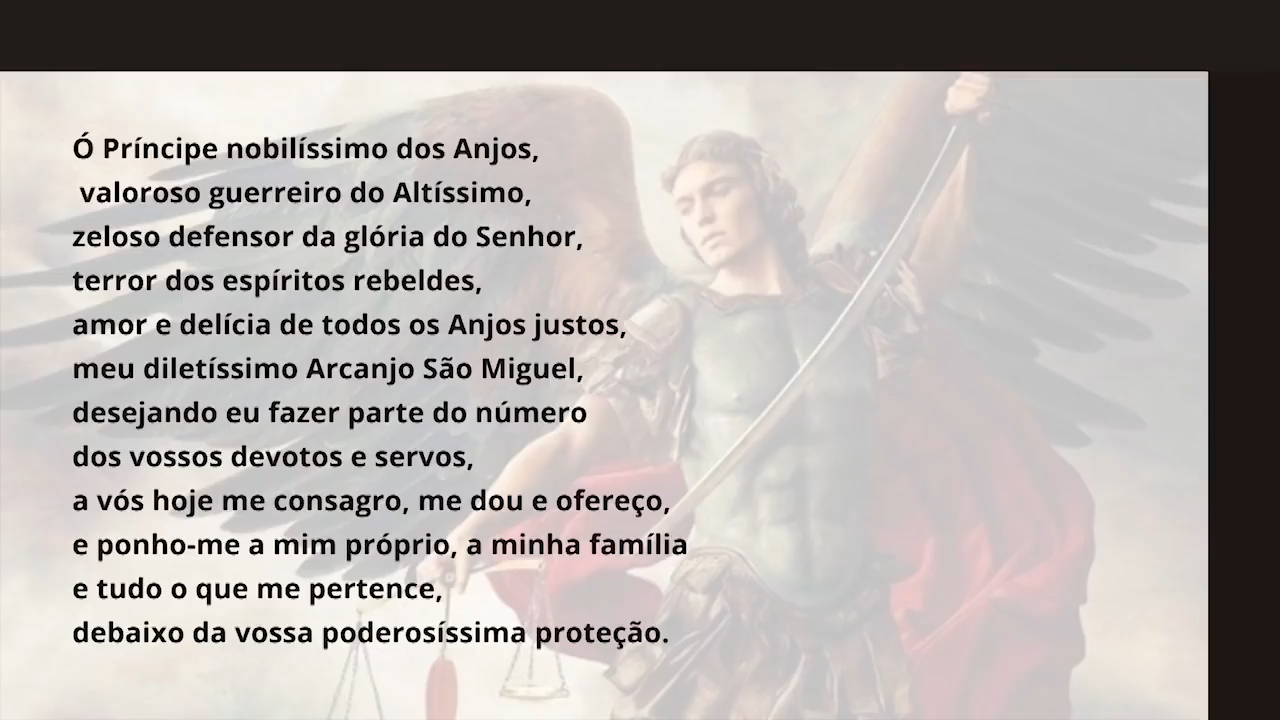 Ó Príncipe nobilíssimo dos Anjos,
valoroso guerreiro do Altíssimo,
zeloso defensor da glória do Senhor,
terror dos espíritos rebeldes,
amor e delícia de todos os Anjos justos,
meu diletíssimo Arcanjo São Miguel,
desejando eu fazer parte do número
dos vossos devotos e servos,
a vós hoje me consagro, me dou e ofereço,
e ponho-me a mim próprio, a minha família
e tudo o que me pertence,
debaixo da vossa poderosíssima proteção.